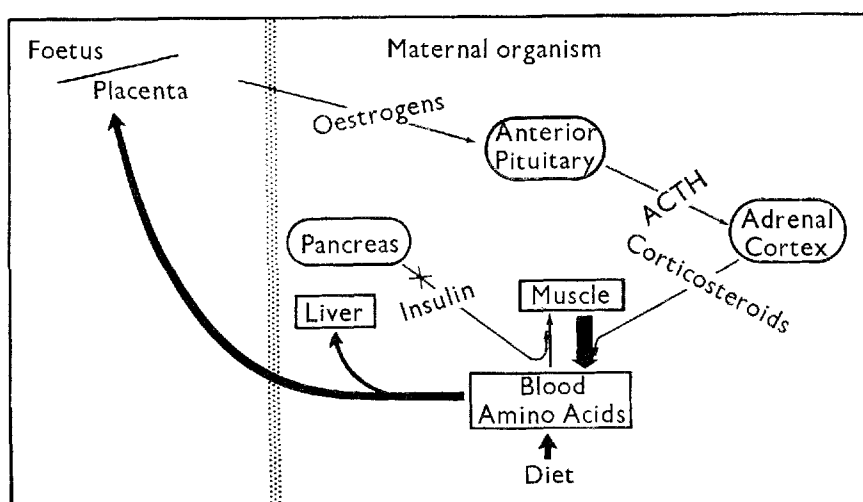 Foetus
Placenta
Maternal organism
Oestrogens
Anterior
Pituitary
ACTH
Adrenal
Cortex
Corticosteroids
Pancreas
Insulin
Liver
Muscle
Blood
Amino Acids
Diet